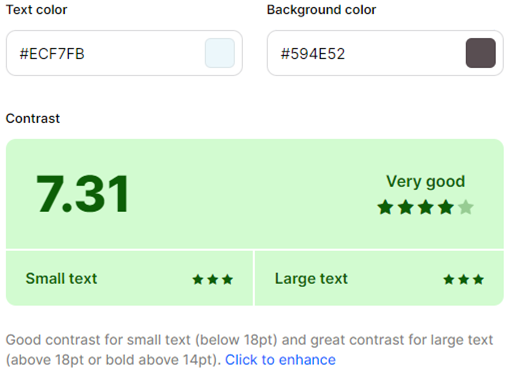 Text color
Background color
#ECF7FB
#594E52
Contrast
7.31
Very good
Small text
Large text
Good contrast for small text (below 18pt) and great contrast for large text
(above 18pt or bold above 14pt). Click to enhance